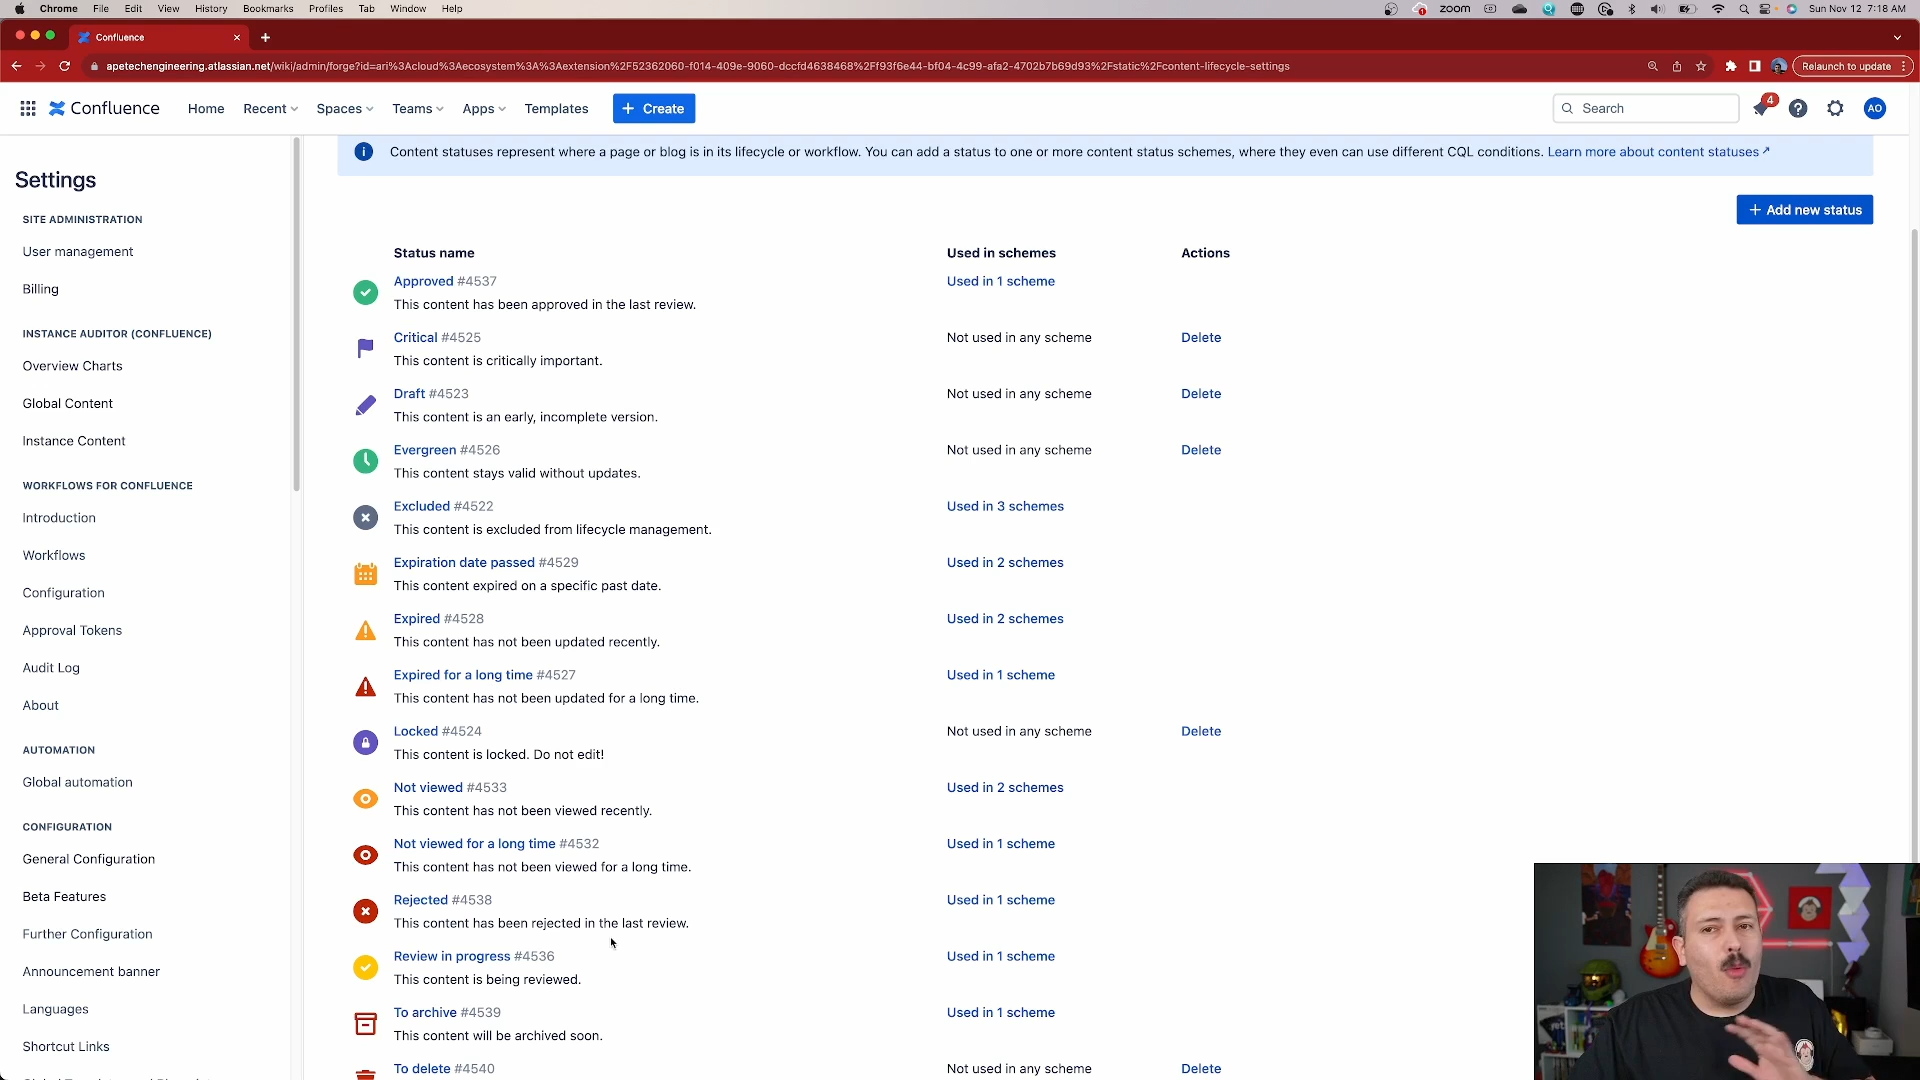 Chrome File Edit View History Bookmarks Profiles Tab Window Help
zoom Sun Nov 12 7:18 AM
Confluence
apetechengineering.atlassian.net/wiki/admin/forge?id=ari%3Acloud%3Aecosystem%3A%3Aextension%2F52362060-f014-409e-9060-dccfd4638468%2Ff93f6e44-bf04-4c99-afa2-4702b7b69d93%2Fstatic%2Fcontent-lifecycle-settings
Relaunch to update
Confluence Home Recent Spaces Teams Apps Templates + Create
Search 4 AO
Content statuses represent where a page or blog is in its lifecycle or workflow. You can add a status to one or more content status schemes, where they even can use different CQL conditions. Learn more about content statuses
+ Add new status
Settings
SITE ADMINISTRATION
User management
Billing
INSTANCE AUDITOR (CONFLUENCE)
Overview Charts
Global Content
Instance Content
WORKFLOWS FOR CONFLUENCE
Introduction
Workflows
Configuration
Approval Tokens
Audit Log
About
AUTOMATION
Global automation
CONFIGURATION
General Configuration
Beta Features
Further Configuration
Announcement banner
Languages
Shortcut Links
Status name Used in schemes Actions
Approved #4537 Used in 1 scheme
This content has been approved in the last review.
Critical #4525 Not used in any scheme Delete
This content is critically important.
Draft #4523 Not used in any scheme Delete
This content is an early, incomplete version.
Evergreen #4526 Not used in any scheme Delete
This content stays valid without updates.
Excluded #4522 Used in 3 schemes
This content is excluded from lifecycle management.
Expiration date passed #4529 Used in 2 schemes
This content expired on a specific past date.
Expired #4528 Used in 2 schemes
This content has not been updated recently.
Expired for a long time #4527 Used in 1 scheme
This content has not been updated for a long time.
Locked #4524 Not used in any scheme Delete
This content is locked. Do not edit!
Not viewed #4533 Used in 2 schemes
This content has not been viewed recently.
Not viewed for a long time #4532 Used in 1 scheme
This content has not been viewed for a long time.
Rejected #4538 Used in 1 scheme
This content has been rejected in the last review.
Review in progress #4536 Used in 1 scheme
This content is being reviewed.
To archive #4539 Used in 1 scheme
This content will be archived soon.
To delete #4540 Not used in any scheme Delete